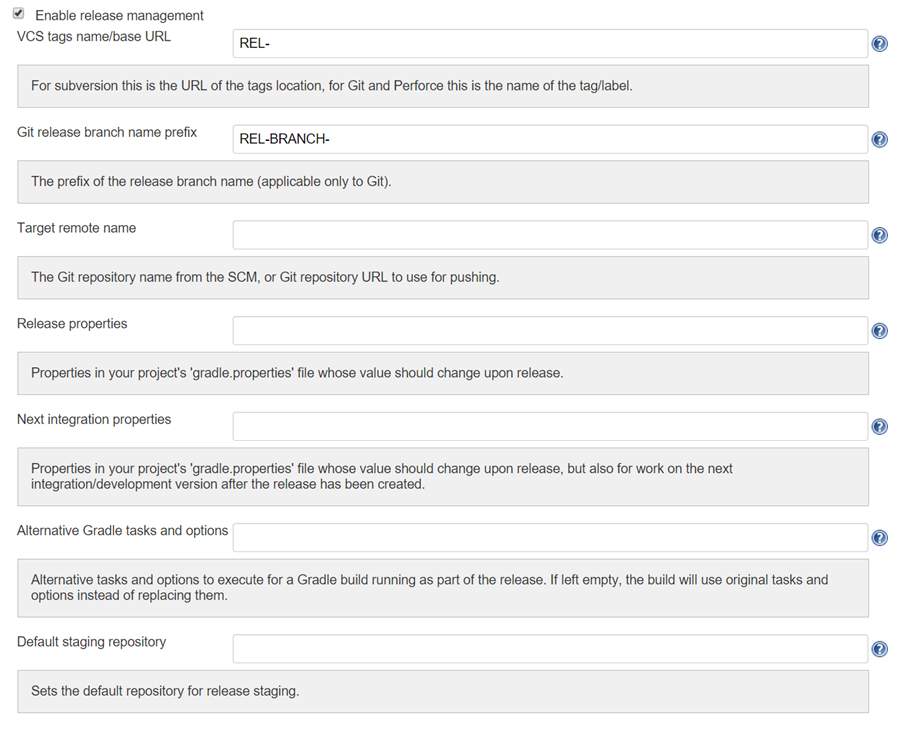 Enable release management
VCS tags name/base URL
REL-
?
For subversion this is the URL of the tags location, for Git and Perforce this is the name of the tag/label.
Git release branch name prefix
REL-BRANCH-
?
The prefix of the release branch name (applicable only to Git).
Target remote name
?
The Git repository name from the SCM, or Git repository URL to use for pushing.
Release properties
?
Properties in your project's 'gradle.properties' file whose value should change upon release.
Next integration properties
?
Properties in your project's 'gradle.properties' file whose value should change upon release, but also for work on the next
integration/development version after the release has been created.
Alternative Gradle tasks and options
?
Alternative tasks and options to execute for a Gradle build running as part of the release. If left empty, the build will use original tasks and
options instead of replacing them.
Default staging repository
?
Sets the default repository for release staging.